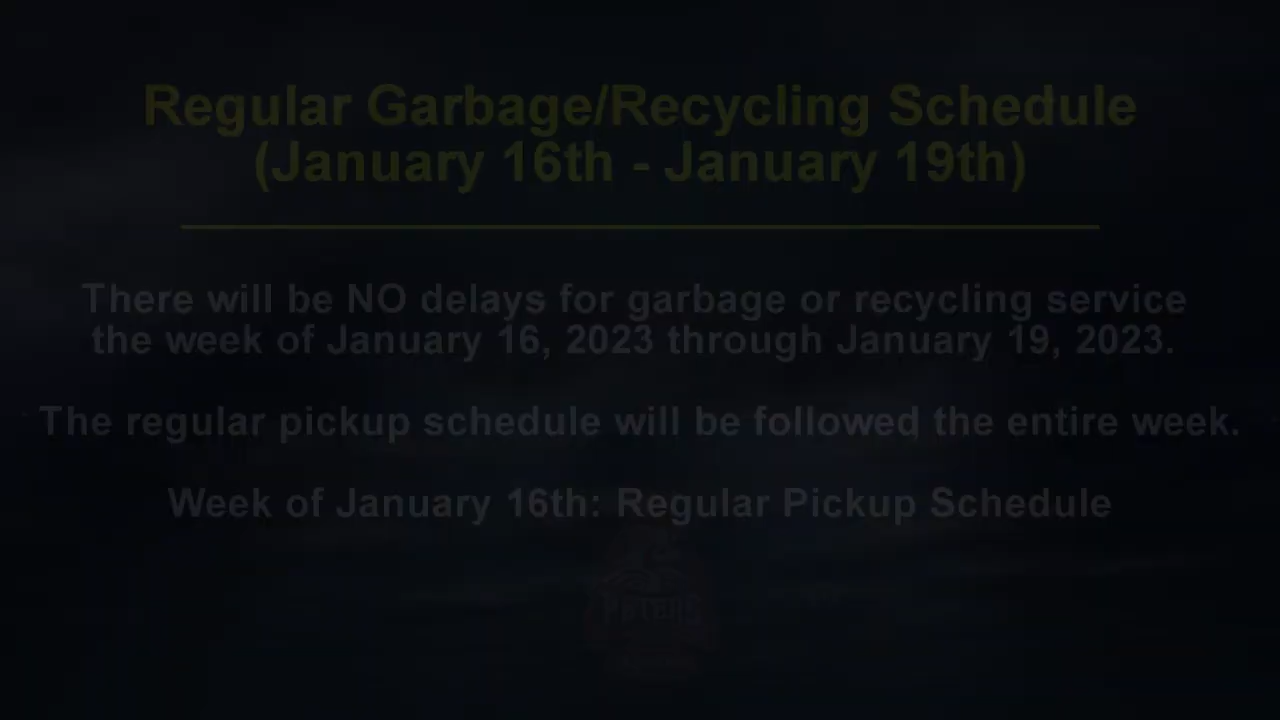 Regular Garbage/Recycling Schedule
(January 16th - January 19th)
There will be NO delays for garbage or recycling service
the week of January 16, 2023 through January 19, 2023.
The regular pickup schedule will be followed the entire week.
Week of January 16th: Regular Pickup Schedule
PETERS